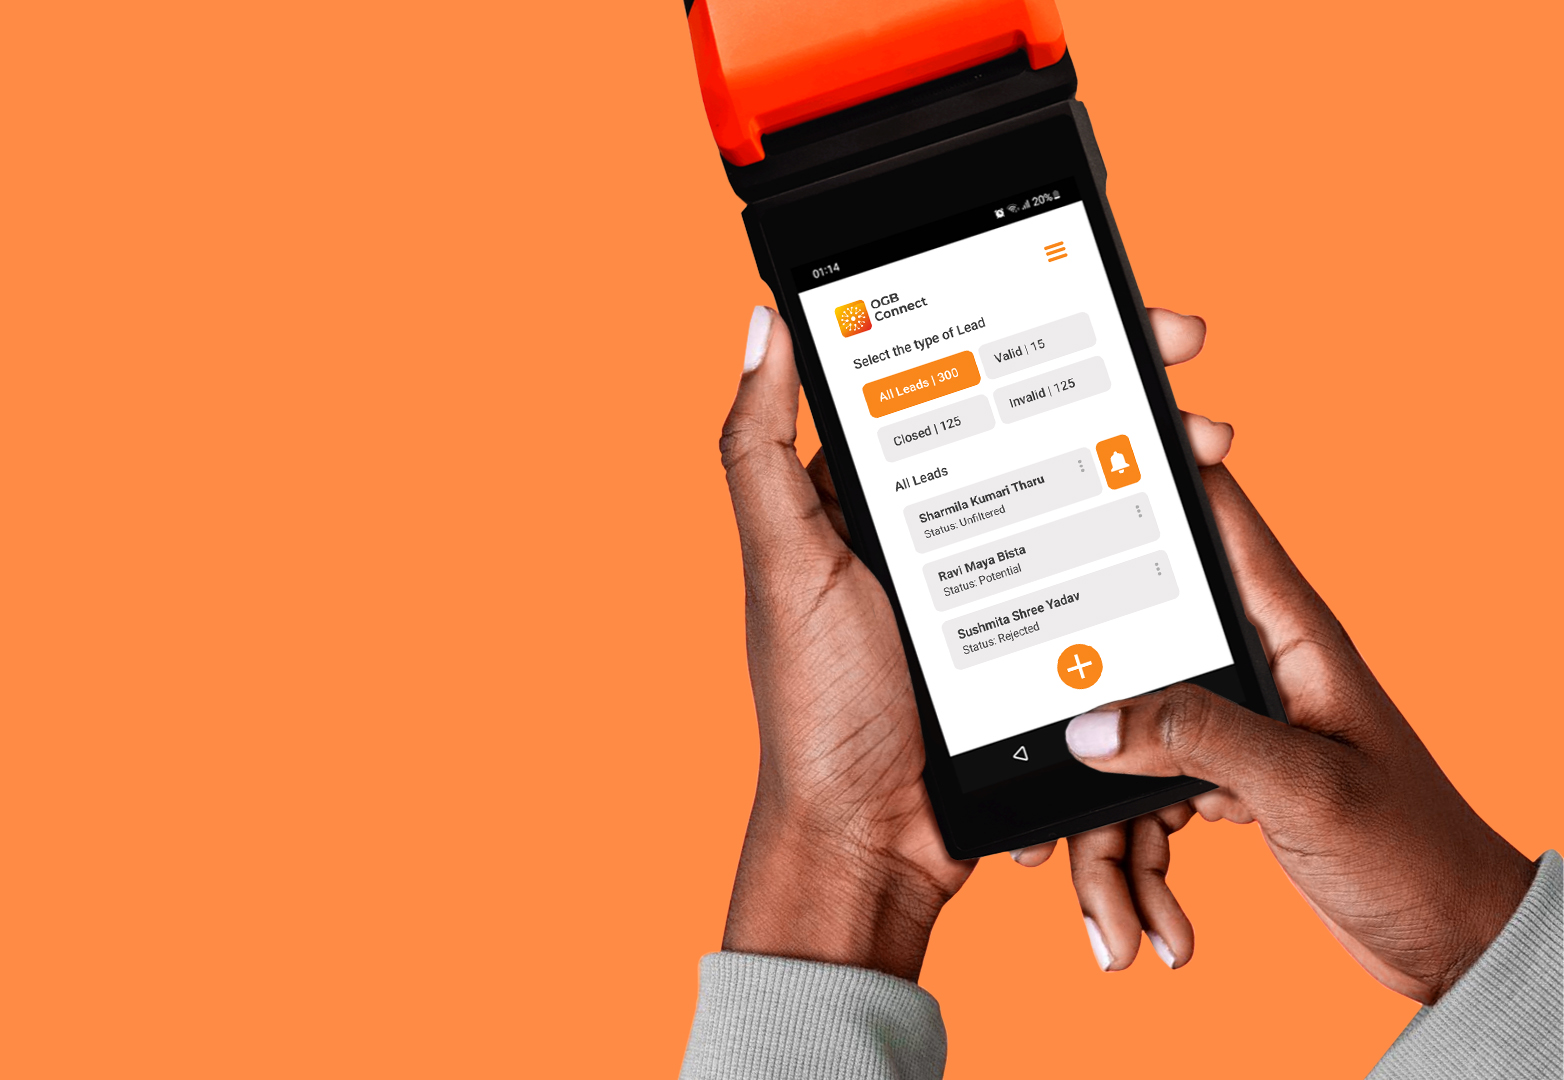 01:14
20%
OGB
Connect
Select the type of Lead
All Leads | 300
Valid | 15
Closed | 125
Invalid | 125
All Leads
Sharmila Kumari Tharu
Status: Unfiltered
Ravi Maya Bista
Status: Potential
Sushmita Shree Yadav
Status: Rejected